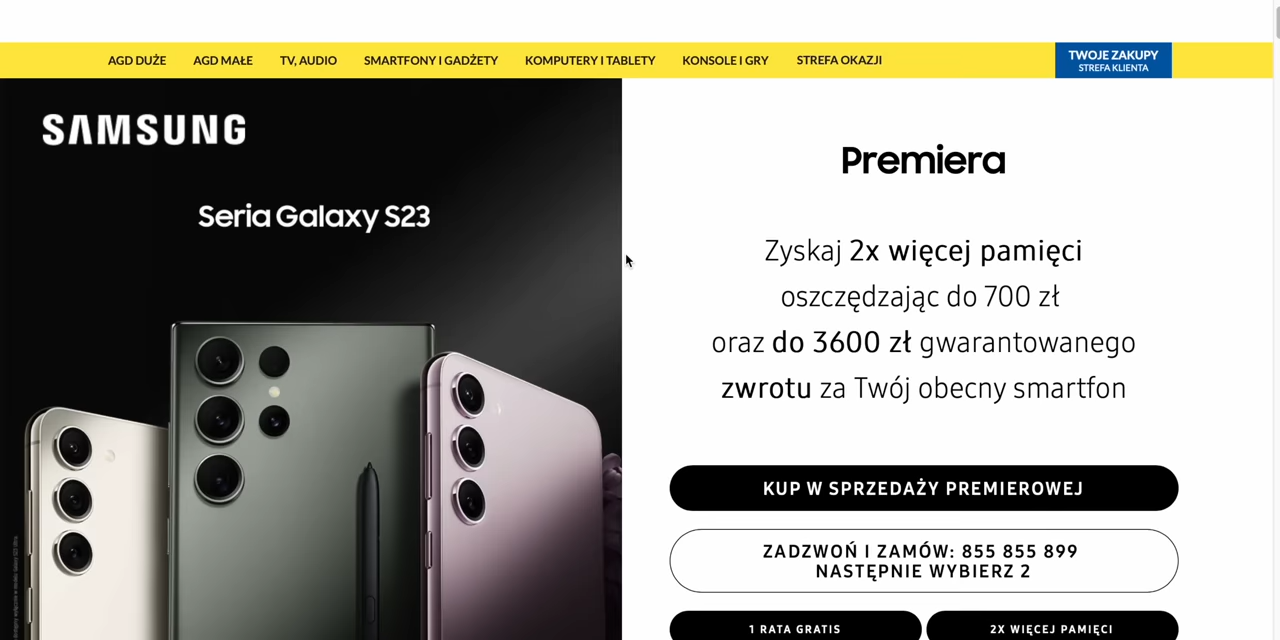 AGD DUŻE AGD MAŁE TV, AUDIO SMARTFONY I GADŻETY KOMPUTERY I TABLETY KONSOLE I GRY STREFA OKAZJI
TWOJE ZAKUPY
STREFA KLIENTA
SAMSUNG
Seria Galaxy S23
Premiera
Zyskaj 2x więcej pamięci
oszczędzając do 700 zł
oraz do 3600 zł gwarantowanego
zwrotu za Twój obecny smartfon
KUP W SPRZEDAŻY PREMIEROWEJ
ZADZWOŃ I ZAMÓW: 855 855 899
NASTĘPNIE WYBIERZ 2
1 RATA GRATIS
2X WIĘCEJ PAMIĘCI